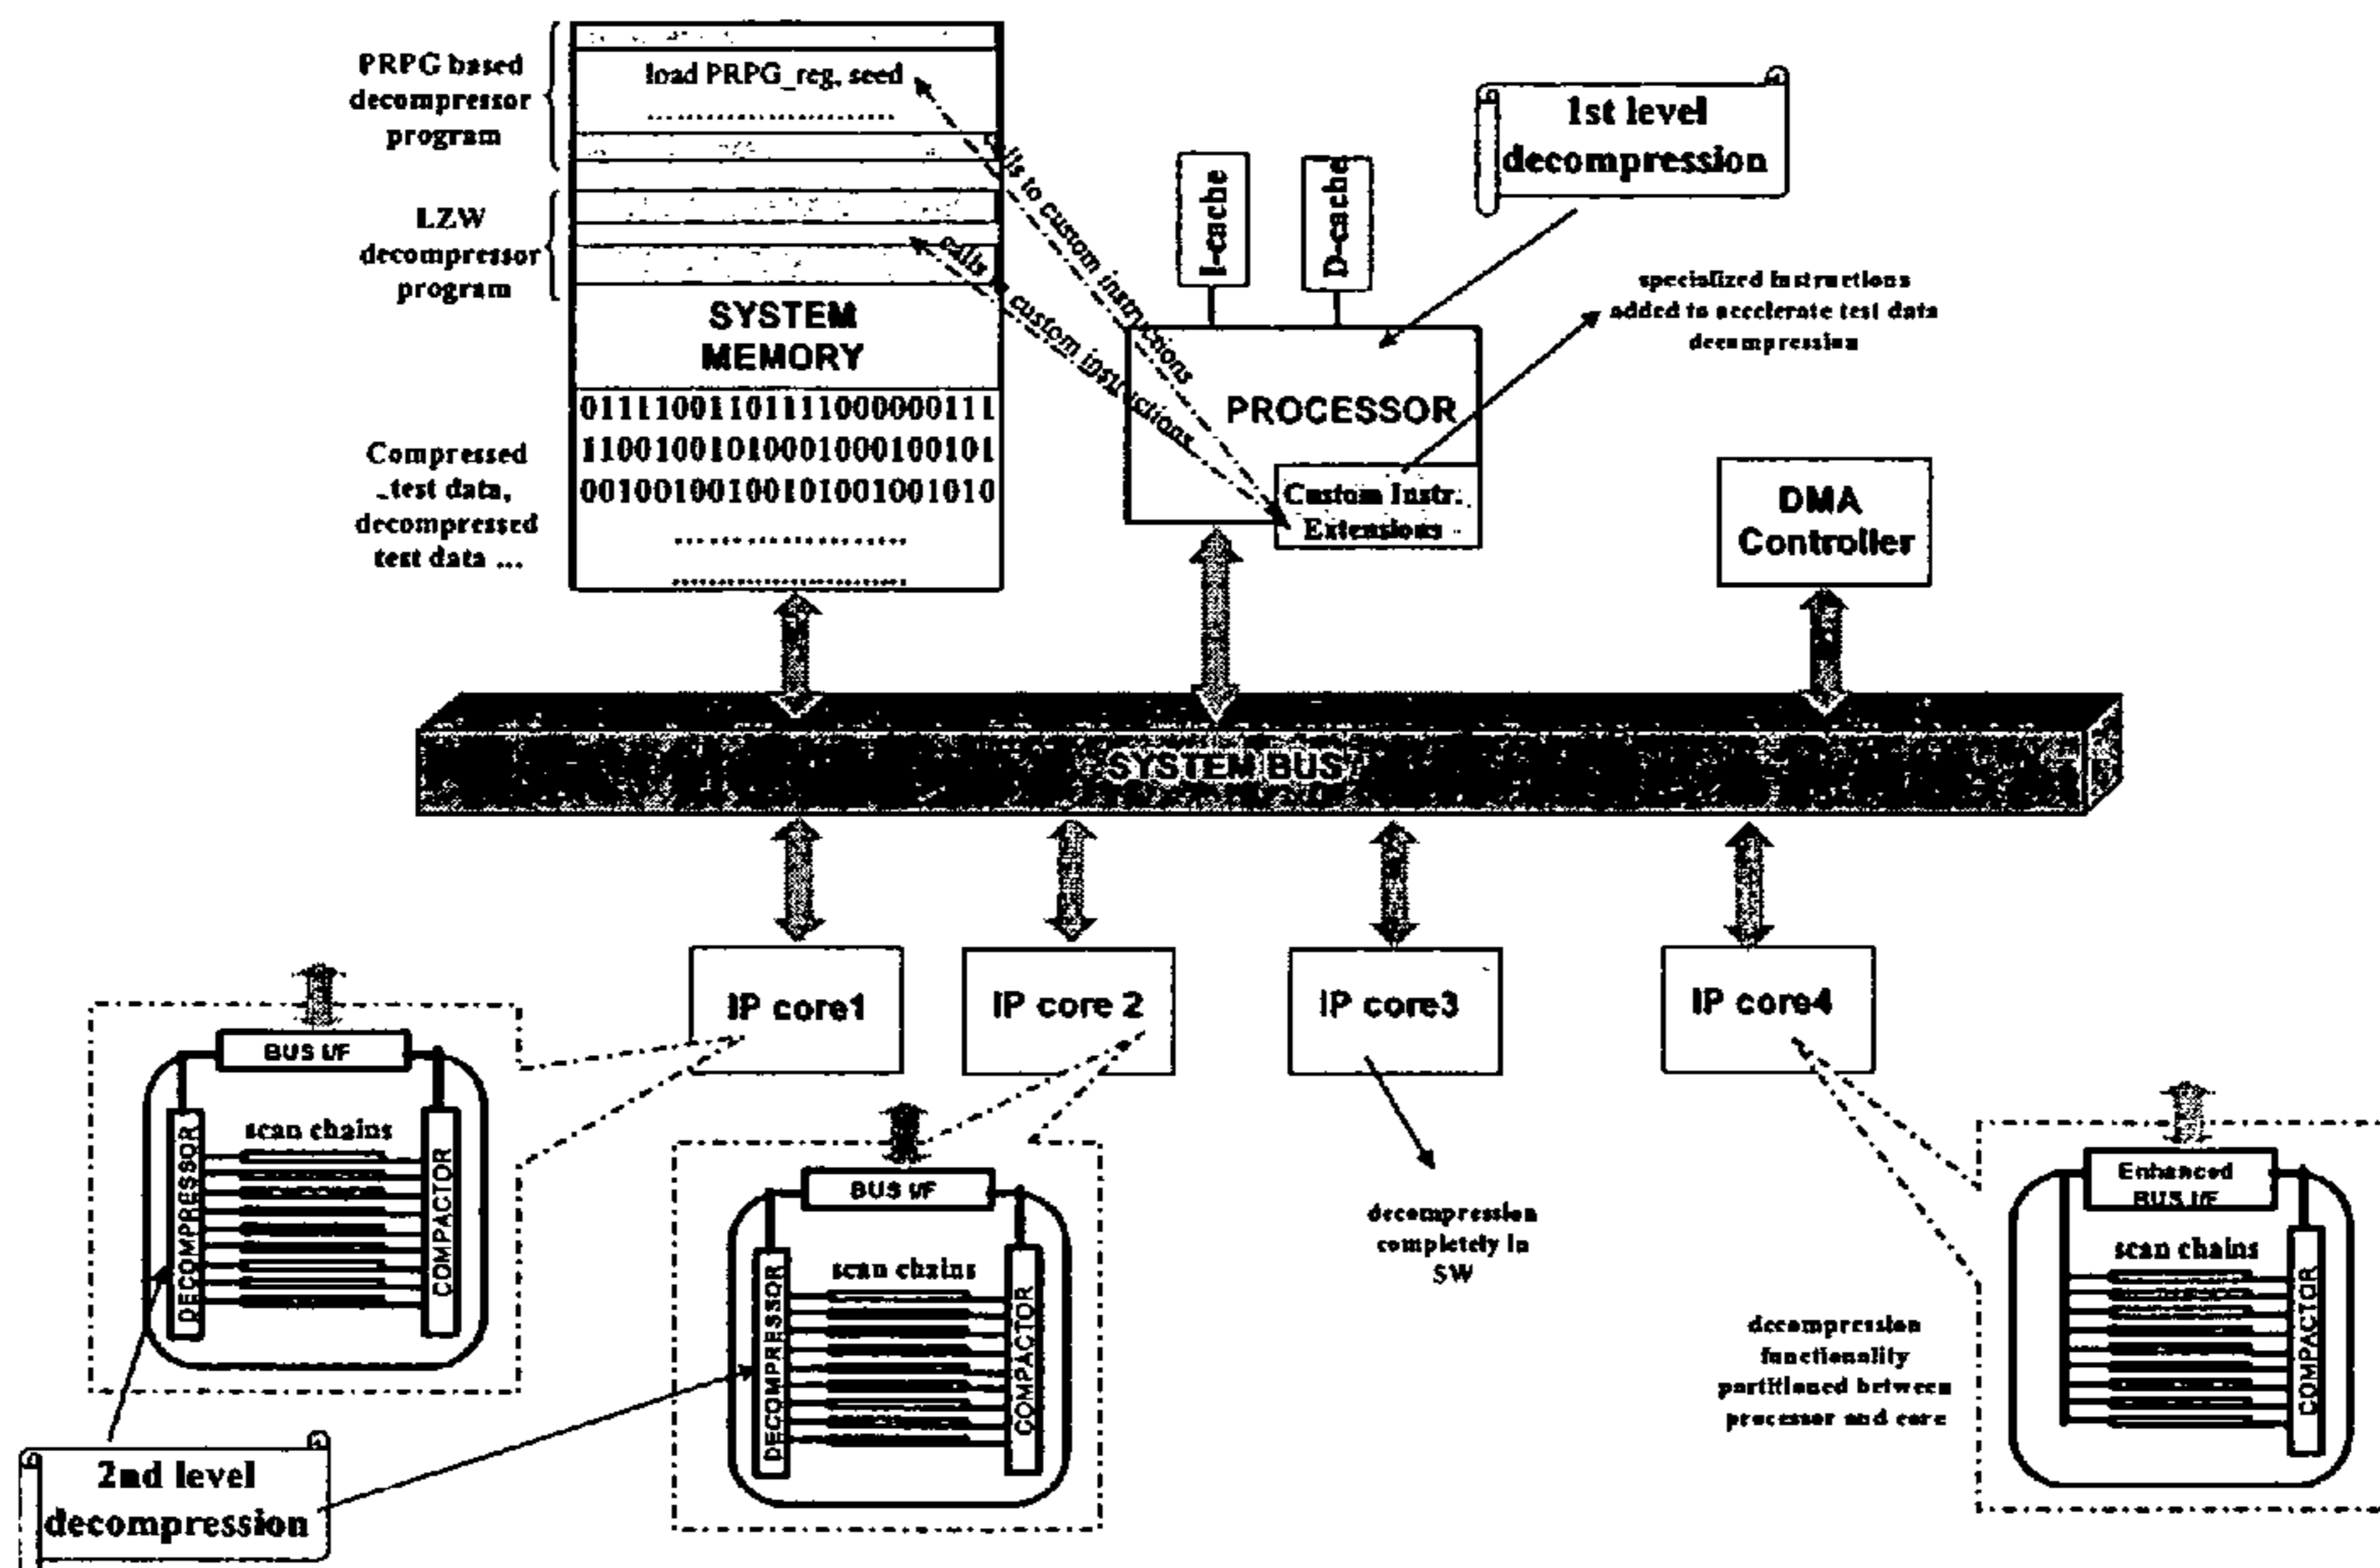 PRPG based
decompressor
program
load PRPG_reg, seed
.......................
LZW
decompressor
program
calls to custom instructions
calls custom instructions
SYSTEM
MEMORY
Compressed
test data,
decompressed
test data ...
01111001101111000000111
11001001010001000100101
00100100100101001001010
.....................
.....................
I-cache
D-cache
1st level
decompression
PROCESSOR
Custom Instr.
Extensions
specialized instructions
added to accelerate test data
decompression
DMA
Controller
SYSTEM BUS
IP core1
IP core 2
IP core3
IP core4
BUS I/F
scan chains
DECOMPRESSOR
COMPACTOR
BUS I/F
scan chains
DECOMPRESSOR
COMPACTOR
decompression
completely in
SW
decompression
functionality
partitioned between
processor and core
Enhanced
BUS I/F
scan chains
COMPACTOR
2nd level
decompression